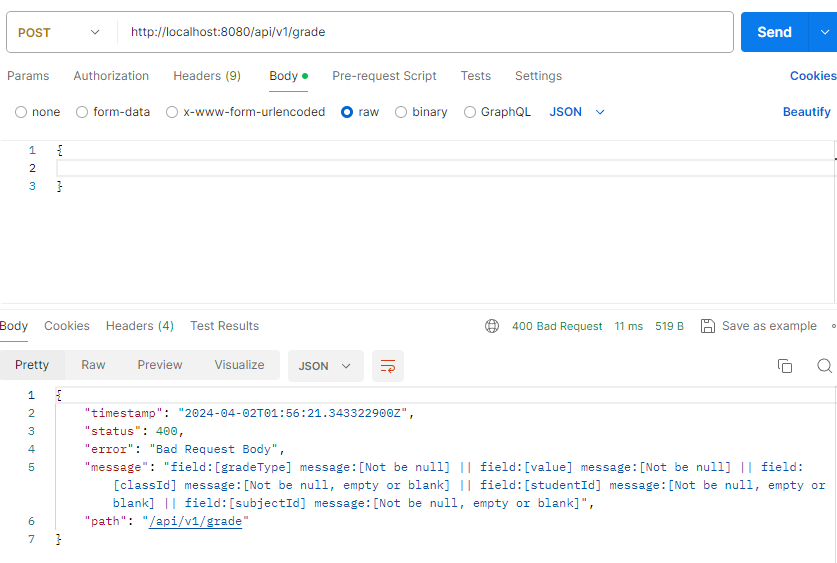 POST http://localhost:8080/api/v1/grade Send
Params Authorization Headers (9) Body Pre-request Script Tests Settings Cookies
none form-data x-www-form-urlencoded raw binary GraphQL JSON Beautify
1 {
2
3 }
Body Cookies Headers (4) Test Results 400 Bad Request 11 ms 519 B Save as example
Pretty Raw Preview Visualize JSON
1 {
2 "timestamp": "2024-04-02T01:56:21.343322900Z",
3 "status": 400,
4 "error": "Bad Request Body",
5 "message": "field:[gradeType] message:[Not be null] || field:[value] message:[Not be null] || field:
[classId] message:[Not be null, empty or blank] || field:[studentId] message:[Not be null, empty or
blank] || field:[subjectId] message:[Not be null, empty or blank]",
6 "path": "/api/v1/grade"
7 }